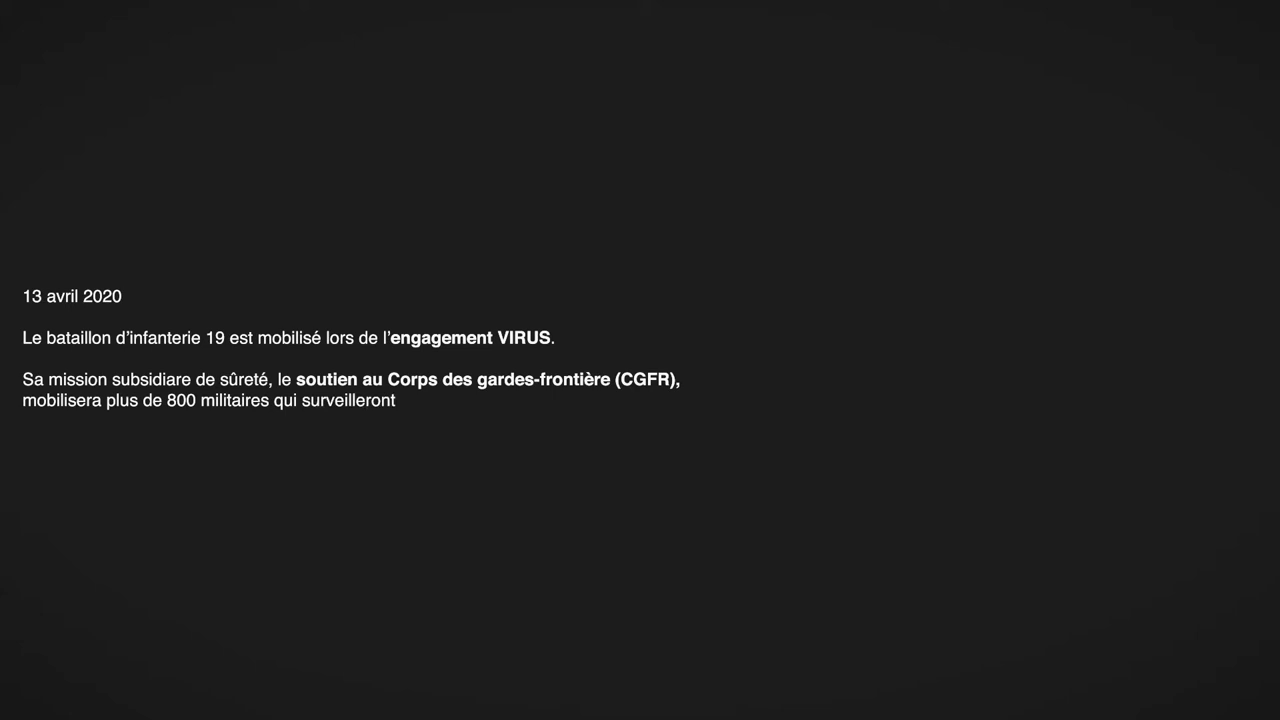 13 avril 2020
Le bataillon d’infanterie 19 est mobilisé lors de l’engagement VIRUS.
Sa mission subsidiare de sûreté, le soutien au Corps des gardes-frontière (CGFR),
mobilisera plus de 800 militaires qui surveilleront